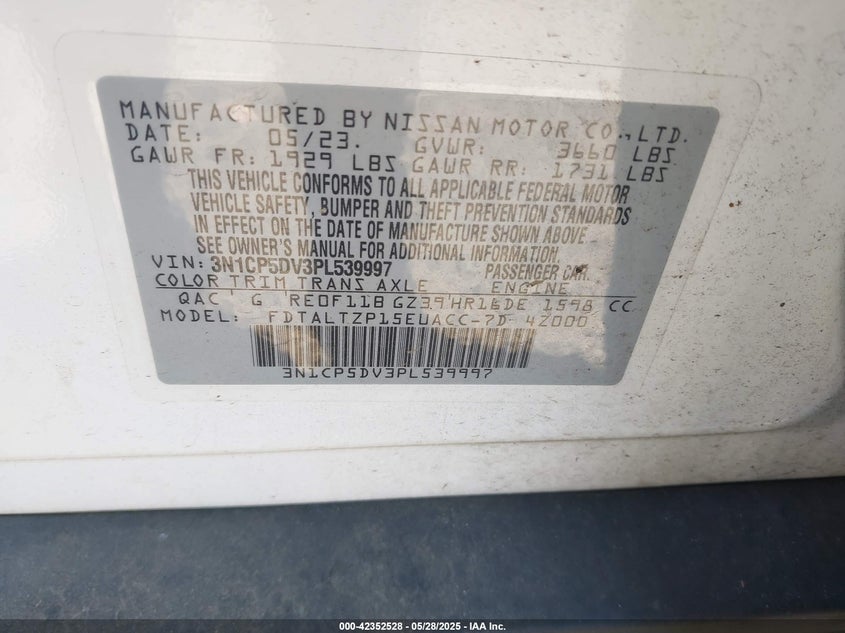 MANUFACTURED BY NISSAN MOTOR CO., LTD.
DATE: 05/23. GVWR: 3660 LBS
GAWR FR: 1929 LBS GAWR RR: 1731 LBS
THIS VEHICLE CONFORMS TO ALL APPLICABLE FEDERAL MOTOR
VEHICLE SAFETY, BUMPER AND THEFT PREVENTION STANDARDS
IN EFFECT ON THE DATE OF MANUFACTURE SHOWN ABOVE.
SEE OWNER'S MANUAL FOR ADDITIONAL INFORMATION.
VIN: 3N1CP5DV3PL539997 PASSENGER CAR
COLOR TRIM TRANS AXLE ENGINE
QAC G RE0F11B GZ39 HR16DE 1598 CC
MODEL: FDTALTZP15EUACC-7D 4Z000
3N1CP5DV3PL539997
000-42352528 - 05/28/2025 - IAA Inc.